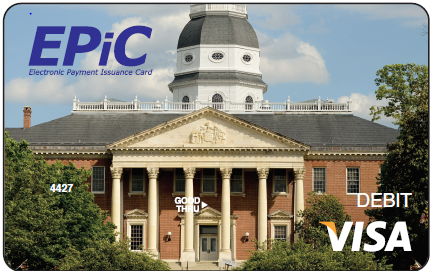 EPiC
Electronic Payment Issuance Card
4427
GOOD
THRU
DEBIT
VISA